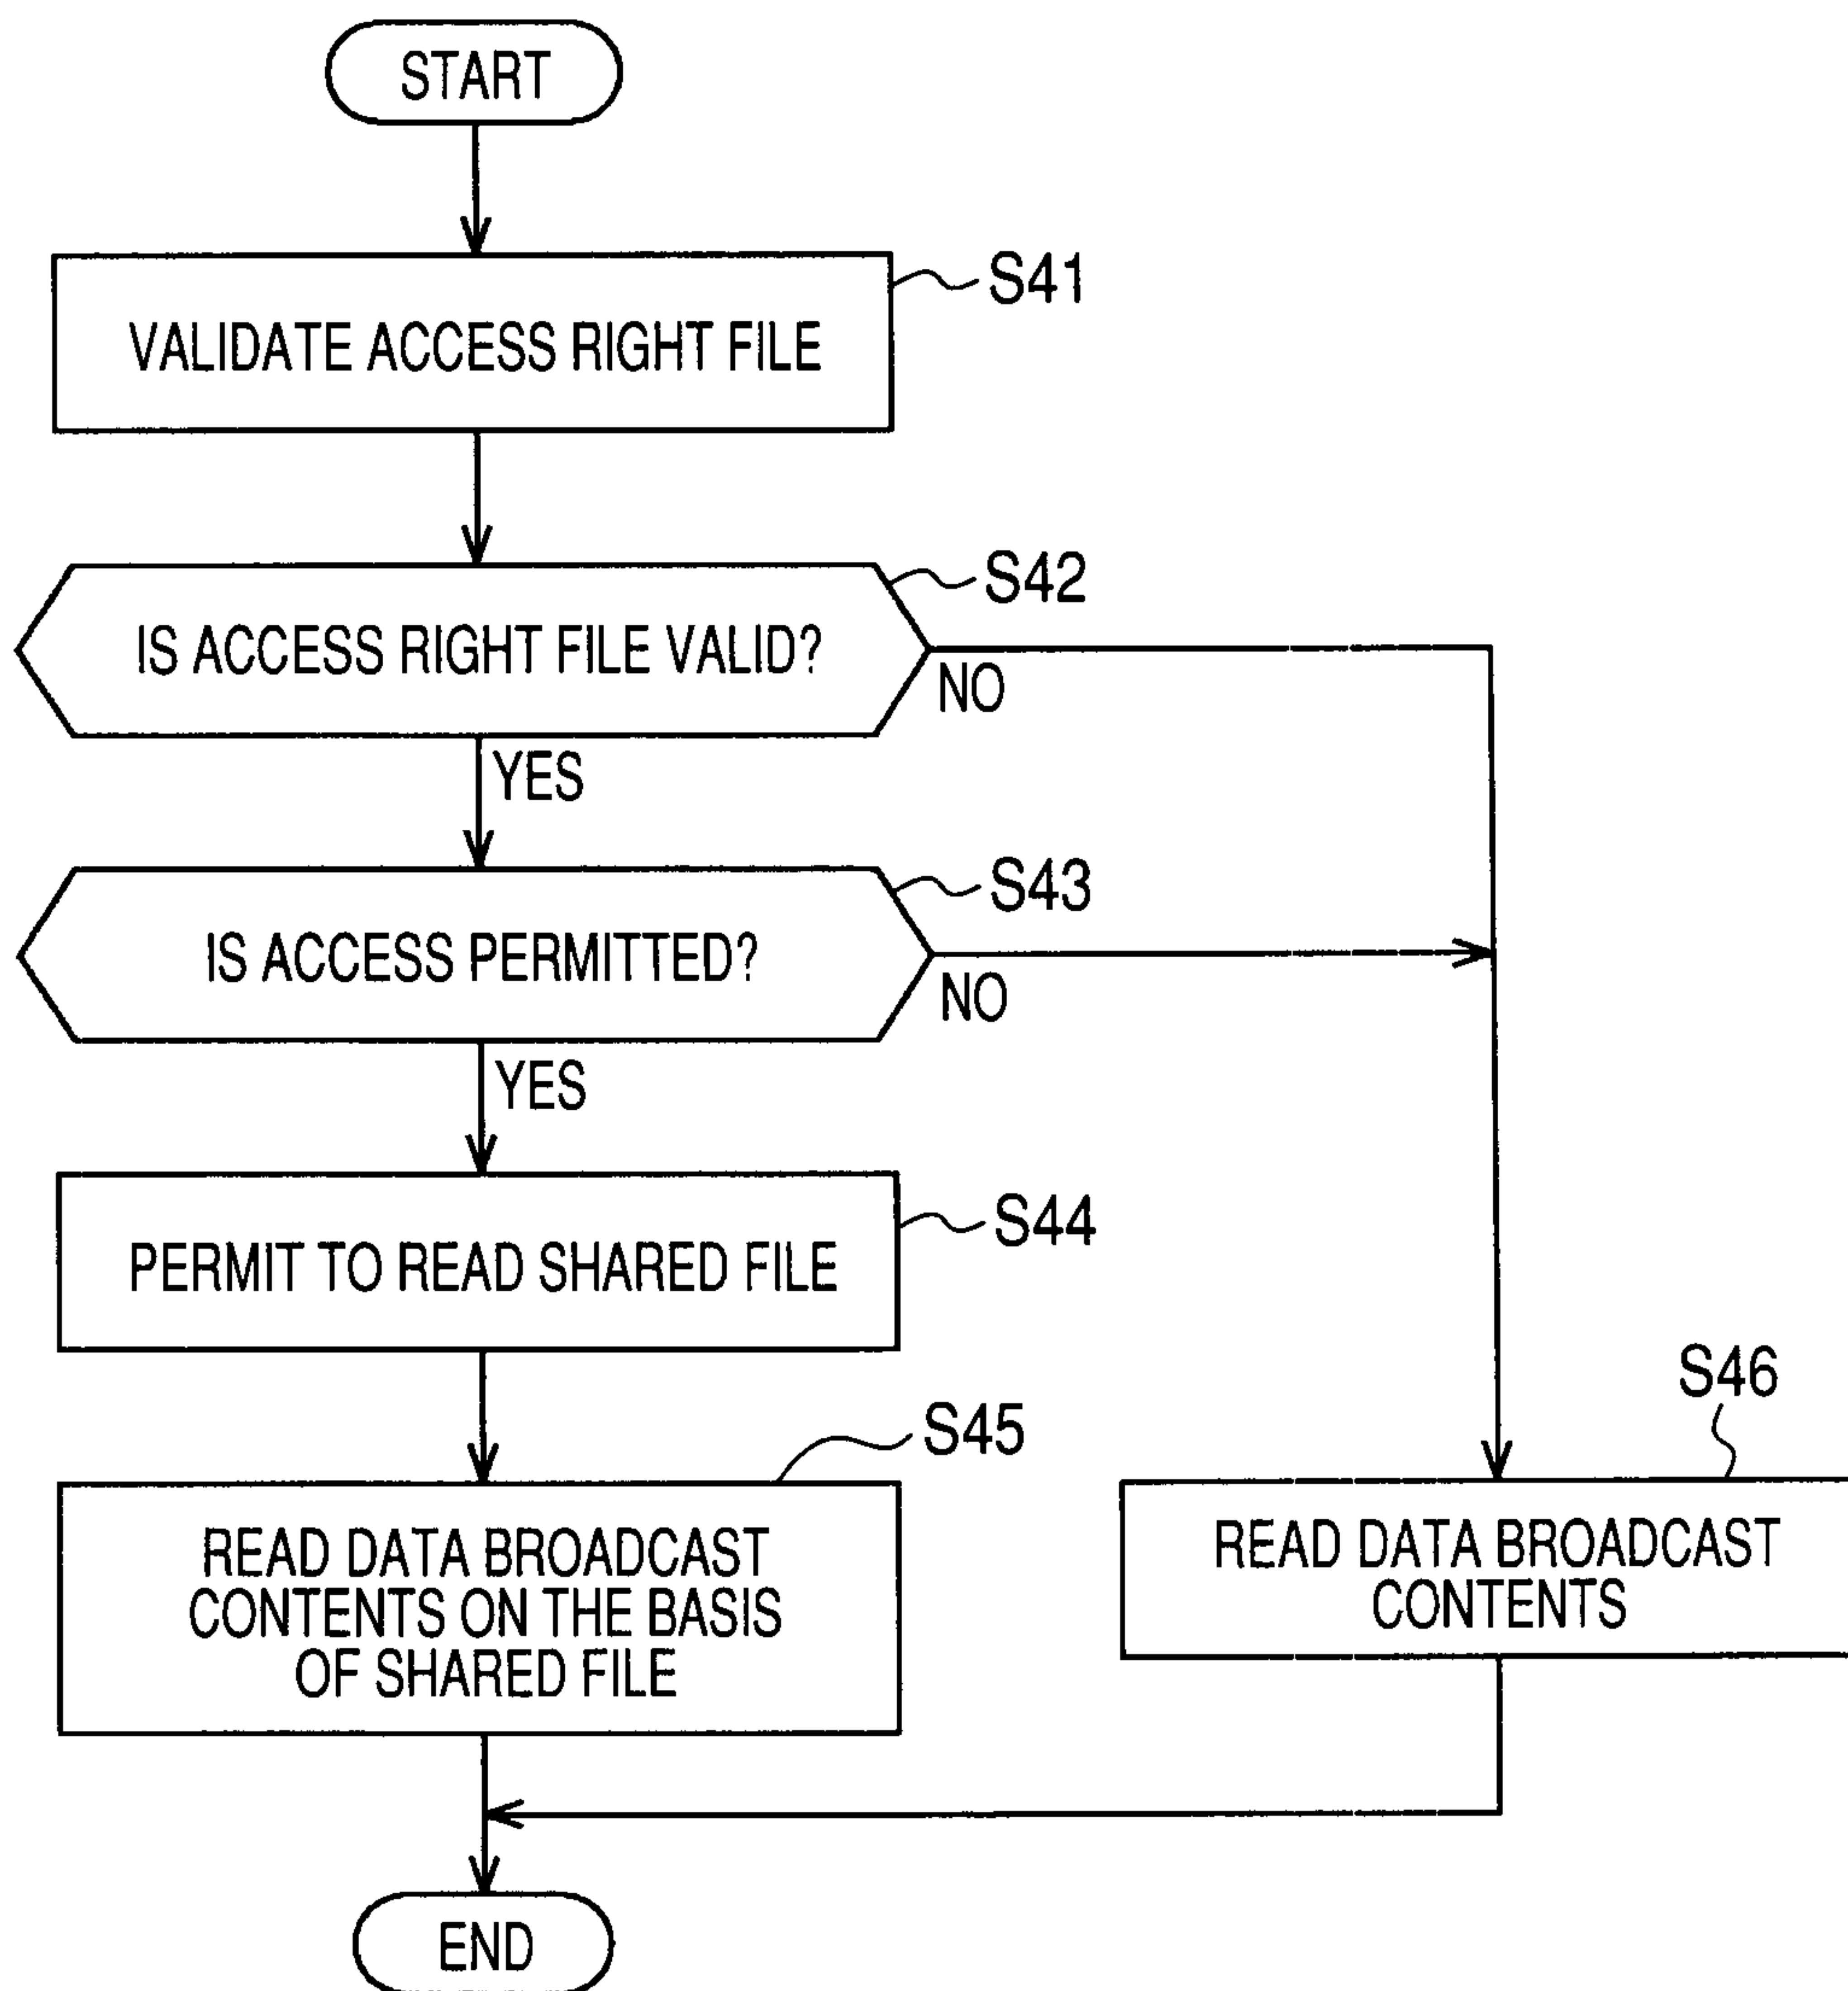 START
S41
VALIDATE ACCESS RIGHT FILE
S42
IS ACCESS RIGHT FILE VALID?
NO
YES
S43
IS ACCESS PERMITTED?
NO
YES
S44
PERMIT TO READ SHARED FILE
S45
READ DATA BROADCAST
CONTENTS ON THE BASIS
OF SHARED FILE
S46
READ DATA BROADCAST
CONTENTS
END